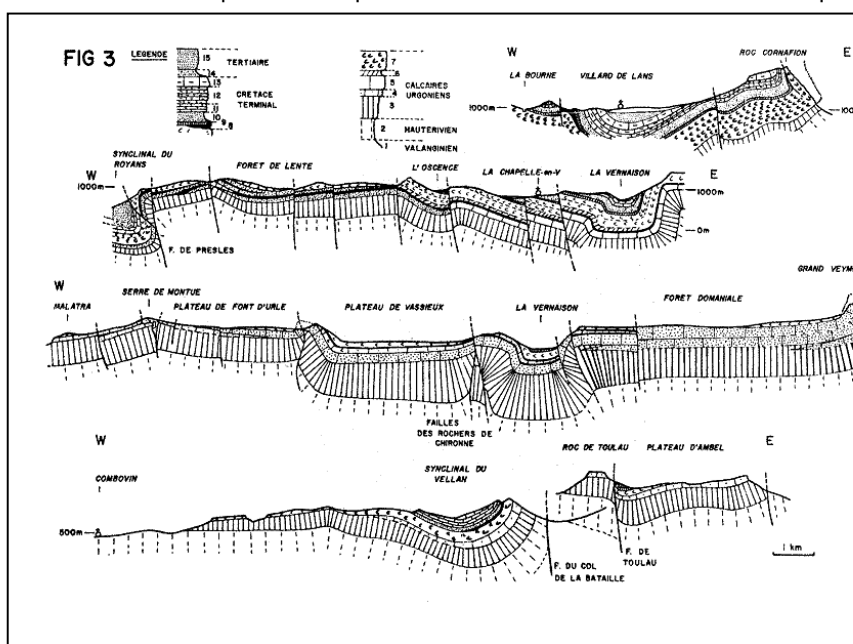 FIG 3
LEGENDE
15
14
13
12
11
10
9
8
TERTIAIRE
CRETACE
TERMINAL
7
6
5
4
3
2
1
CALCAIRES
URGONIENS
HAUTERIVIEN
VALANGINIEN
W
E
LA BOURNE
VILLARD DE LANS
ROC CORNAFION
1000m
W
E
SYNCLINAL DU
ROYANS
FORET DE LENTE
L'OSCENCE
LA CHAPELLE-en-V
LA VERNAISON
1000m
1000m
0m
F. DE PRESLES
W
MALATRA
SERRE DE MONTUE
PLATEAU DE FONT D'URLE
PLATEAU DE VASSIEUX
LA VERNAISON
FORET DOMANIALE
GRAND
FAILLES
DES ROCHERS DE
CHIRONNE
W
E
COMBOVIN
SYNCLINAL DU
VELLAN
ROC DE TOULAU
PLATEAU D'AMBEL
500m
F. DU COL
DE LA BATAILLE
F. DE
TOULAU
1 km